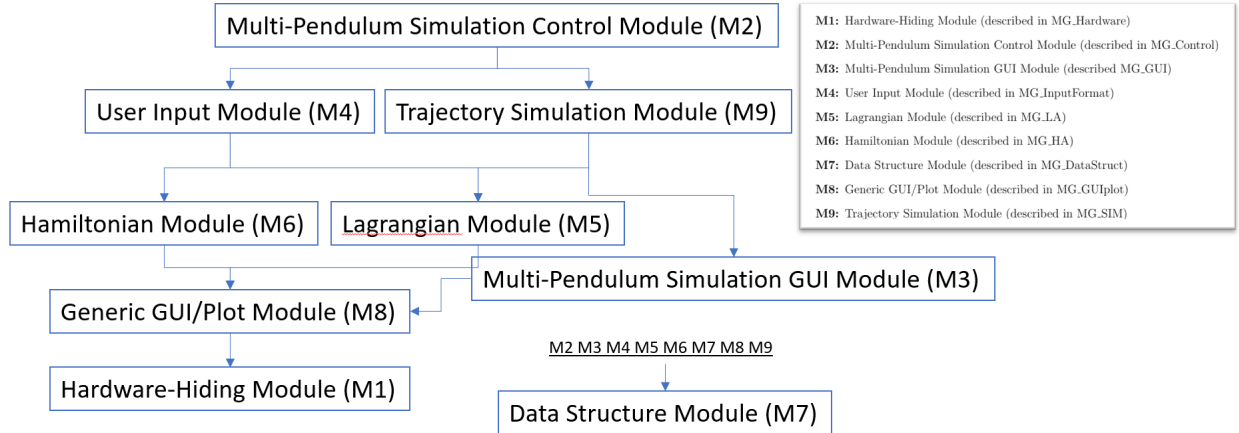 Multi-Pendulum Simulation Control Module (M2)
User Input Module (M4)
Trajectory Simulation Module (M9)
Hamiltonian Module (M6)
Lagrangian Module (M5)
Multi-Pendulum Simulation GUI Module (M3)
Generic GUI/Plot Module (M8)
Hardware-Hiding Module (M1)
M2 M3 M4 M5 M6 M7 M8 M9
Data Structure Module (M7)
M1: Hardware-Hiding Module (described in MG_Hardware)
M2: Multi-Pendulum Simulation Control Module (described in MG_Control)
M3: Multi-Pendulum Simulation GUI Module (described MG_GUI)
M4: User Input Module (described in MG_InputFormat)
M5: Lagrangian Module (described in MG_LA)
M6: Hamiltonian Module (described in MG_HA)
M7: Data Structure Module (described in MG_DataStruct)
M8: Generic GUI/Plot Module (described in MG_GUIplot)
M9: Trajectory Simulation Module (described in MG_SIM)